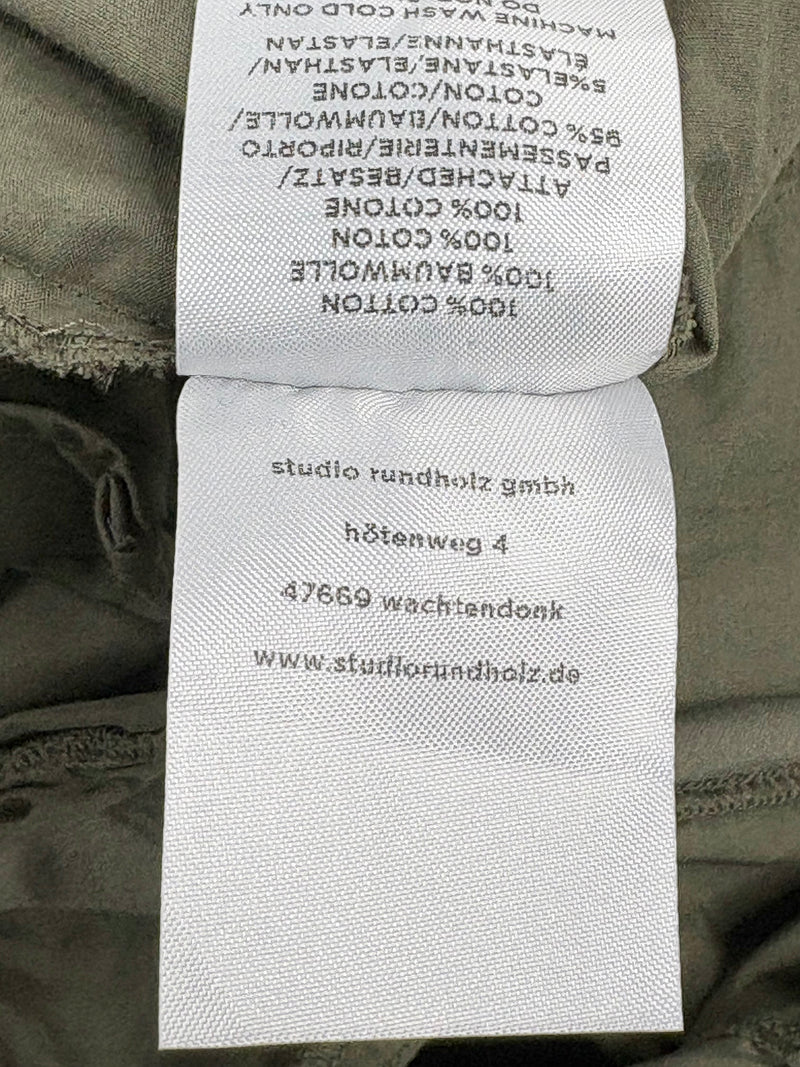 100% COTTON
100% BAUMWOLLE
100% COTON
100% COTONE
ATTACHED/BESATZ/
PASSEMENTERIE/RIPORTO
95% COTTON/BAUMWOLLE/
COTON/COTONE
5%ELASTANE/ELASTHAN/
ÉLASTHANNE/ELASTAN
MACHINE WASH COLD ONLY
studio rundholz gmbh
hötenweg 4
47669 wachtendonk
www.studiorundholz.de